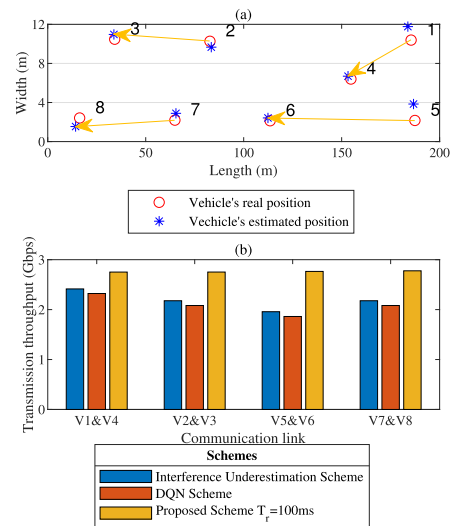 (a)
12
8
4
0
Width (m)
3
2
1
4
8
7
6
5
0
50
100
150
200
Length (m)
Vehicle's real position
Vechicle's estimated position
(b)
3
2
1
0
Transmission throughput (Gbps)
V1&V4
V2&V3
V5&V6
V7&V8
Communication link
Schemes
Interference Underestimation Scheme
DQN Scheme
Proposed Scheme T_r=100ms